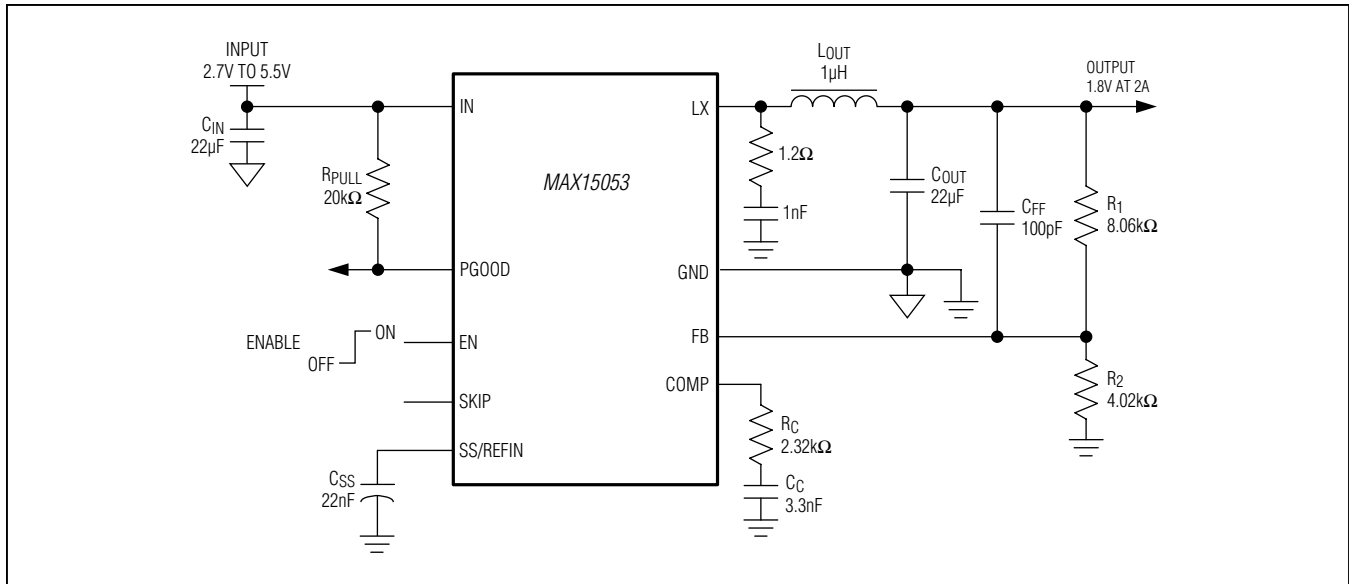 INPUT
2.7V TO 5.5V
CIN
22µF
RPULL
20kΩ
IN
PGOOD
ENABLE
OFF
ON
EN
SKIP
SS/REFIN
CSS
22nF
MAX15053
LX
GND
FB
COMP
LOUT
1µH
1.2Ω
1nF
COUT
22µF
CFF
100pF
OUTPUT
1.8V AT 2A
R1
8.06kΩ
R2
4.02kΩ
RC
2.32kΩ
CC
3.3nF